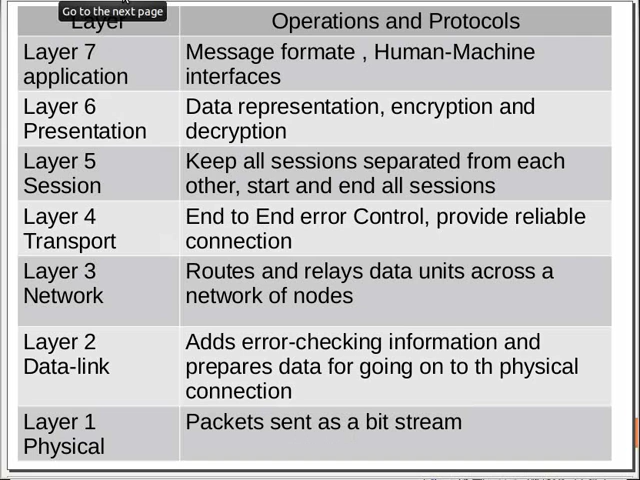 Go to the next page
Layer
Operations and Protocols
Layer 7
application
Message formate , Human-Machine
interfaces
Layer 6
Presentation
Data representation, encryption and
decryption
Layer 5
Session
Keep all sessions separated from each
other, start and end all sessions
Layer 4
Transport
End to End error Control, provide reliable
connection
Layer 3
Network
Routes and relays data units across a
network of nodes
Layer 2
Data-link
Adds error-checking information and
prepares data for going on to th physical
connection
Layer 1
Physical
Packets sent as a bit stream